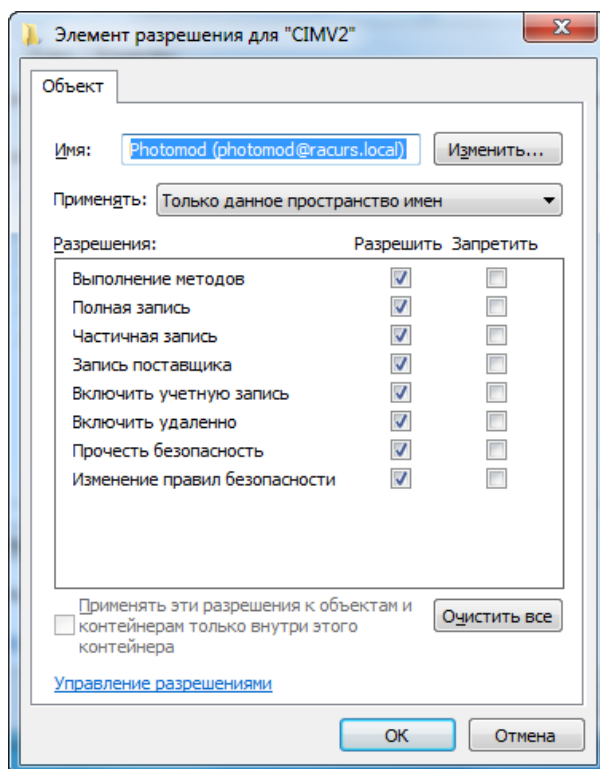 Элемент разрешения для "CIMV2"
Объект
Имя: Photomod (photomod@racurs.local) Изменить...
Применять: Только данное пространство имен
Разрешения: Разрешить Запретить
Выполнение методов
Полная запись
Частичная запись
Запись поставщика
Включить учетную запись
Включить удаленно
Прочесть безопасность
Изменение правил безопасности
Применять эти разрешения к объектам и
контейнерам только внутри этого
контейнера
Очистить все
Управление разрешениями
ОК Отмена